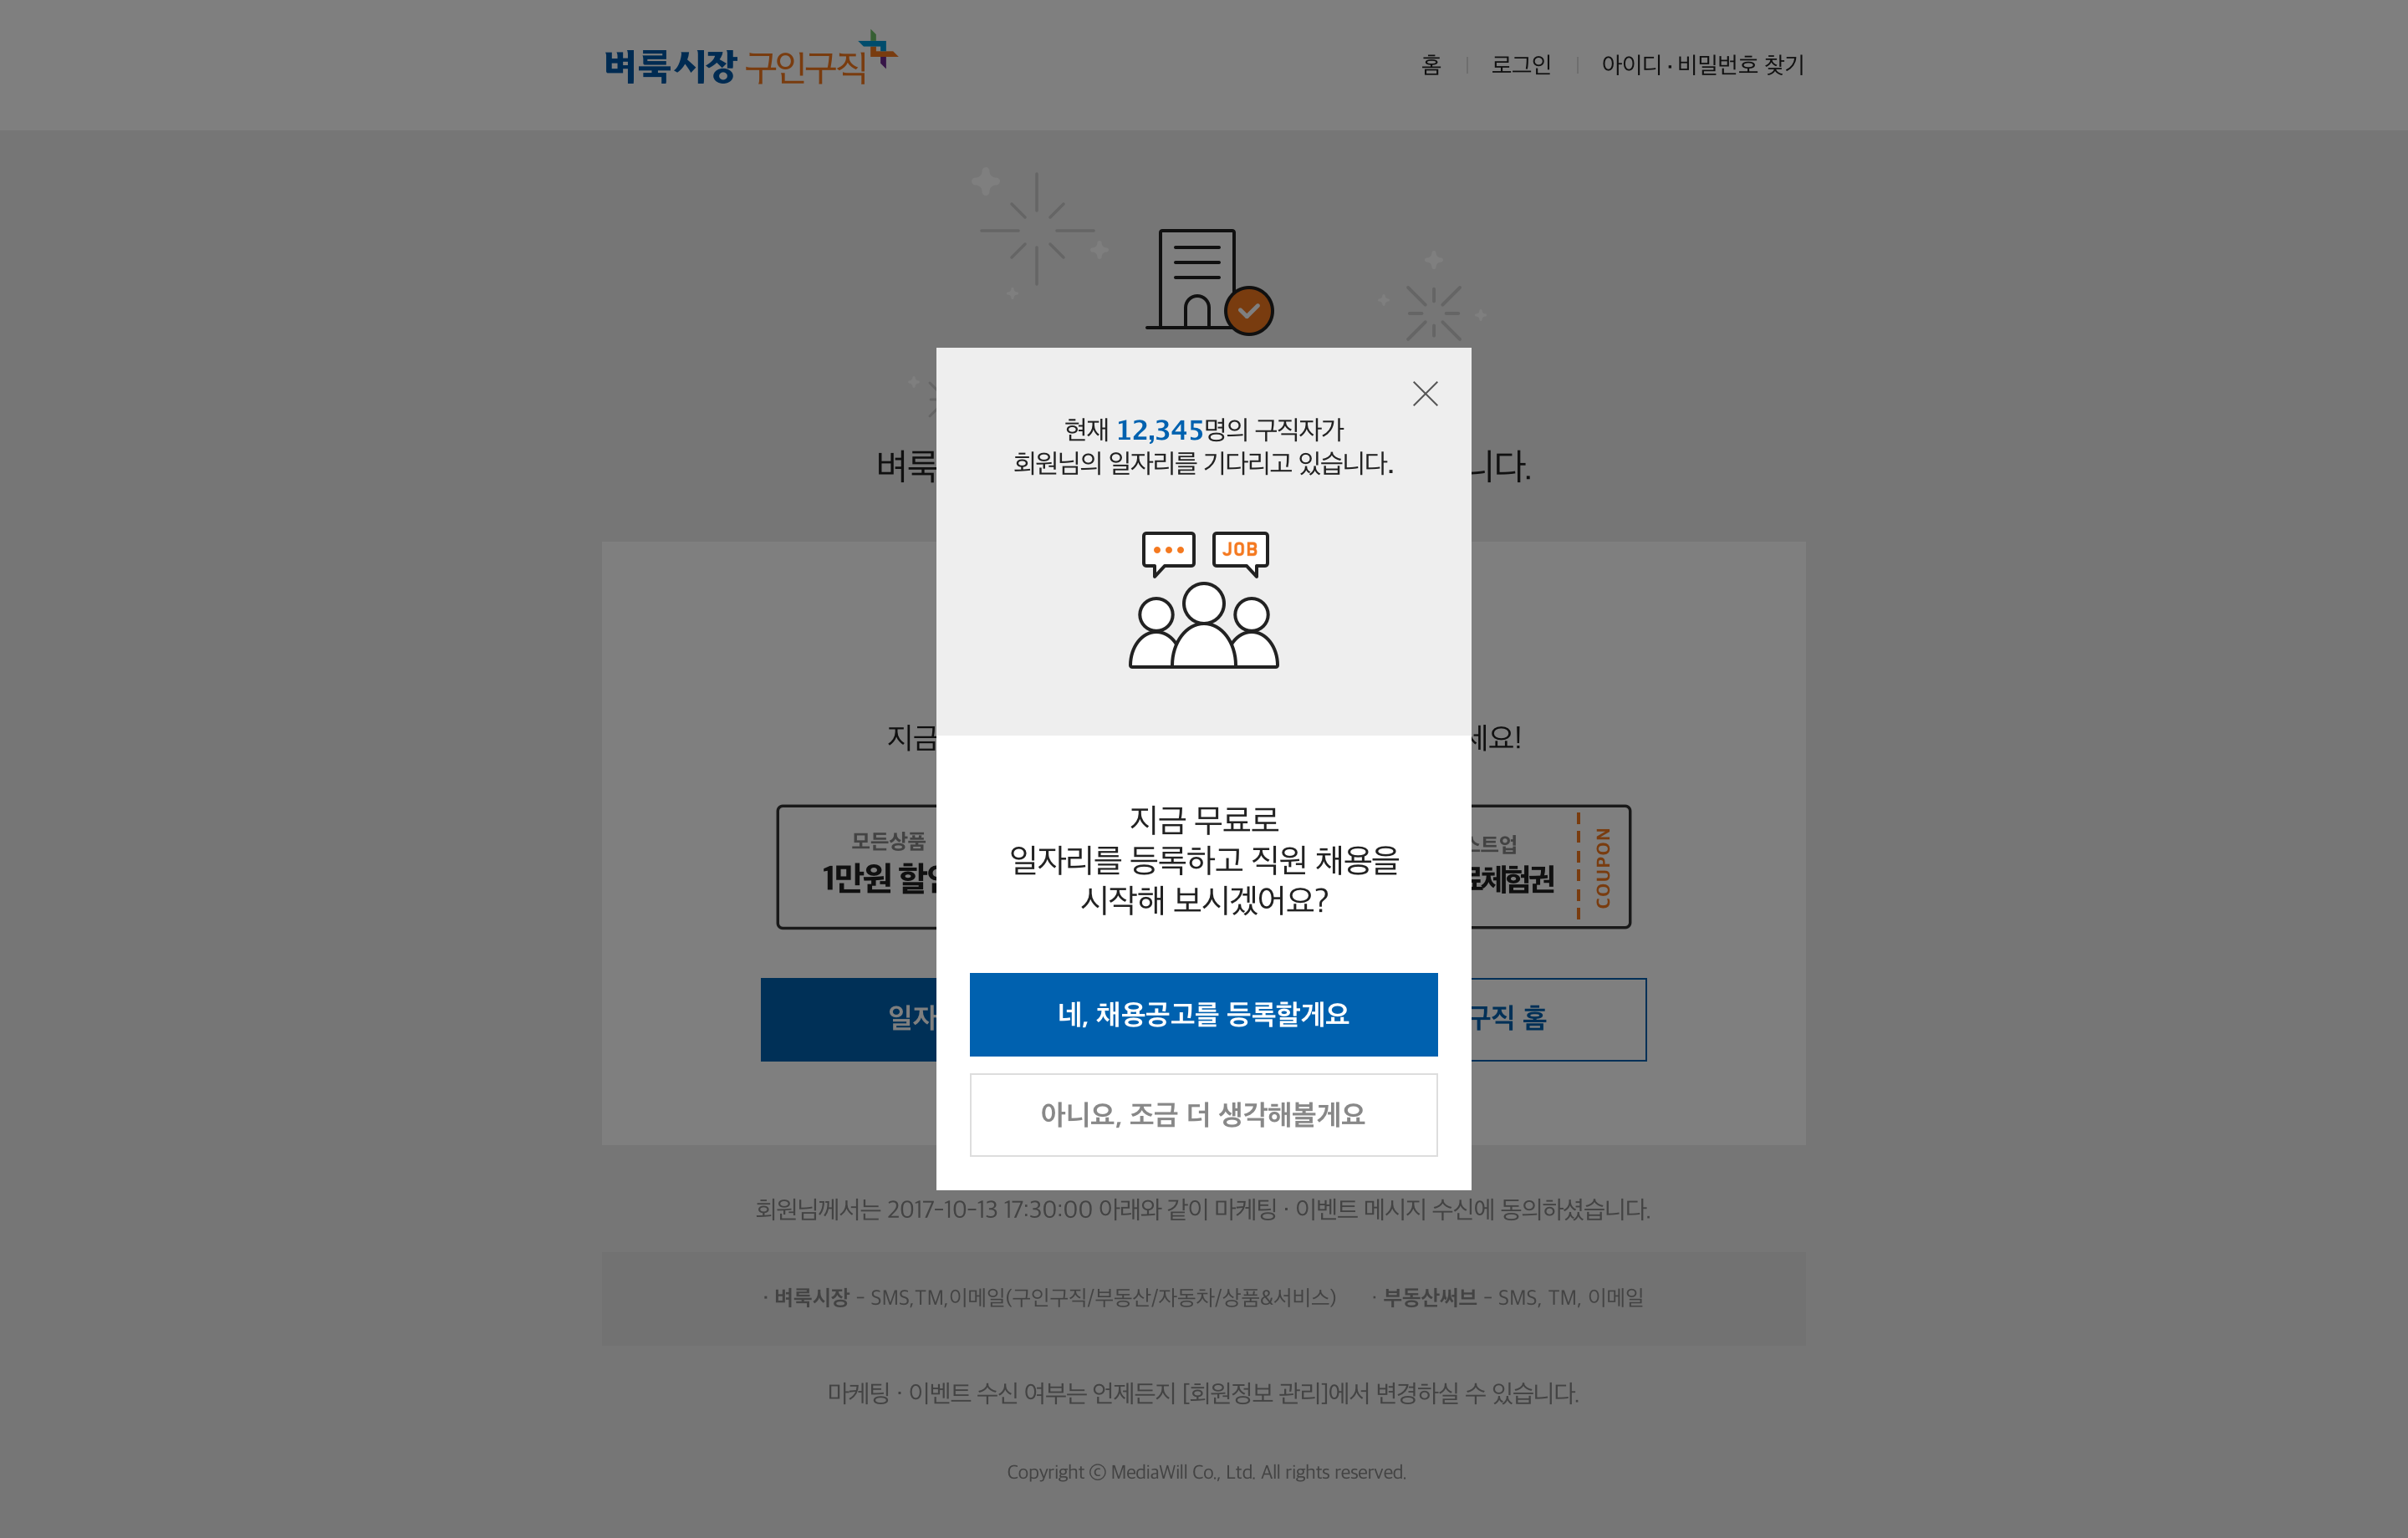 벼룩시장 구인구직
홈 | 로그인 | 아이디 · 비밀번호 찾기
현재 12,345명의 구직자가
회원님의 일자리를 기다리고 있습니다.
벼룩
니다.
JOB
지금
세요!
지금 무료로
일자리를 등록하고 직원 채용을
시작해 보시겠어요?
모든상품
1만원
스트업
체험권
COUPON
네, 채용공고를 등록할게요
일자
구직 홈
아니요, 조금 더 생각해볼게요
회원님께서는 2017-10-13 17:30:00 아래와 같이 마케팅 · 이벤트 메시지 수신에 동의하셨습니다.
· 벼룩시장 - SMS, TM,이메일(구인구직/부동산/자동차/상품&서비스) · 부동산써브 - SMS, TM, 이메일
마케팅 · 이벤트 수신 여부는 언제든지 [회원정보 관리]에서 변경하실 수 있습니다.
Copyright ⓒ MediaWill Co., Ltd. All rights reserved.